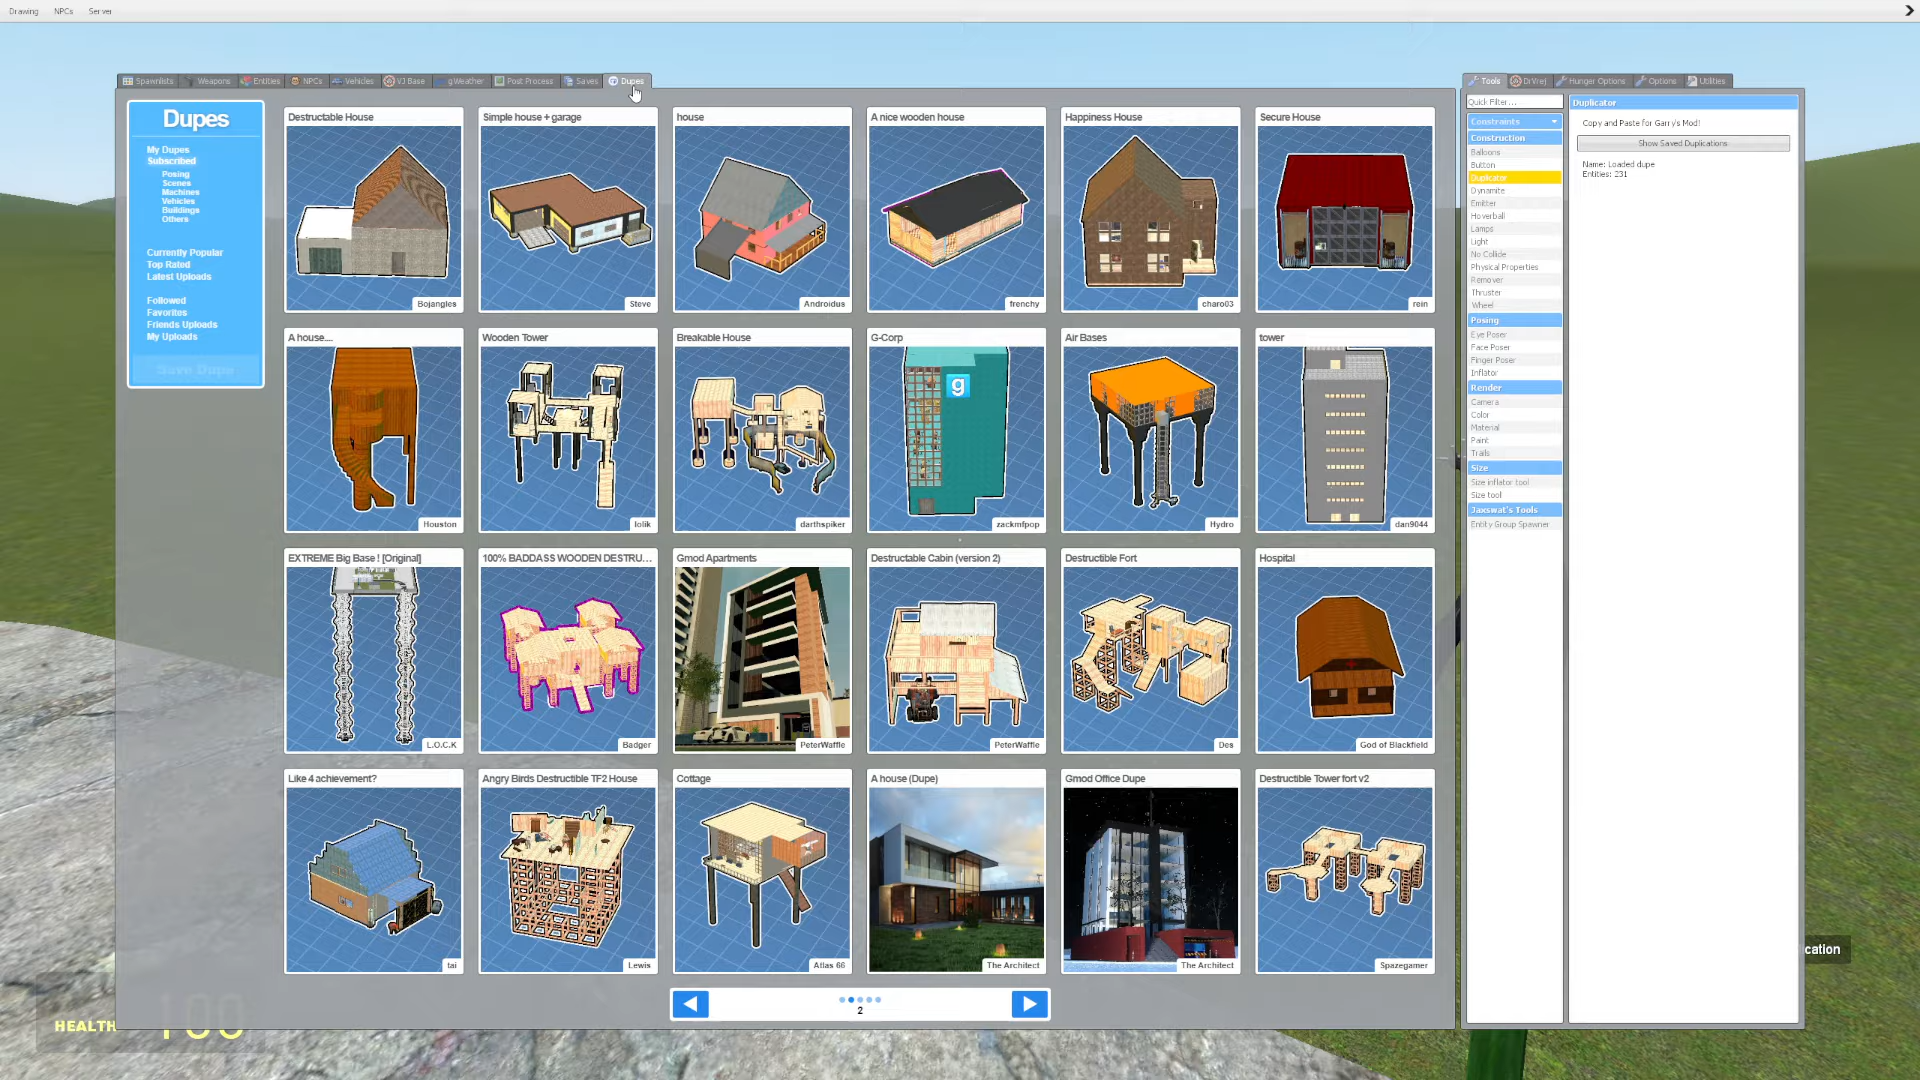 Drawing NPCs Server
Spawnlists Weapons Entities NPCs Vehicles VJ Base gWeather Post Process Saves Dupes
Tools DrVrej Hunger Options Options Utilities
Dupes
My Dupes
Subscribed
Posing
Scenes
Machines
Vehicles
Buildings
Others
Currently Popular
Top Rated
Latest Uploads
Followed
Favorites
Friends Uploads
My Uploads
Save Dupe
Destructable House
Bojangles
Simple house + garage
Steve
house
Androidus
A nice wooden house
frenchy
Happiness House
charo03
Secure House
rein
A house....
Houston
Wooden Tower
lolik
Breakable House
darthspiker
G-Corp
g
zackmfpop
Air Bases
Hydro
tower
dan9044
EXTREME Big Base ! [Original]
L.O.C.K
100% BADDASS WOODEN DESTRU...
Badger
Gmod Apartments
PeterWaffle
Destructable Cabin (version 2)
PeterWaffle
Destructible Fort
Des
Hospital
God of Blackfield
Like 4 achievement?
tai
Angry Birds Destructible TF2 House
Lewis
Cottage
Atlas 66
A house (Dupe)
The Architect
Gmod Office Dupe
The Architect
Destructible Tower fort v2
Spazegamer
2
Quick Filter...
Constraints
Construction
Balloons
Button
Duplicator
Dynamite
Emitter
Hoverball
Lamps
Light
No Collide
Physical Properties
Remover
Thruster
Wheel
Posing
Eye Poser
Face Poser
Finger Poser
Inflator
Render
Camera
Color
Material
Paint
Trails
Size
Size inflator tool
Size tool
Jaxswat's Tools
Entity Group Spawner
Duplicator
Copy and Paste for Garry's Mod!
Show Saved Duplications
Name: Loaded dupe
Entities: 231
cation
HEALTH 100